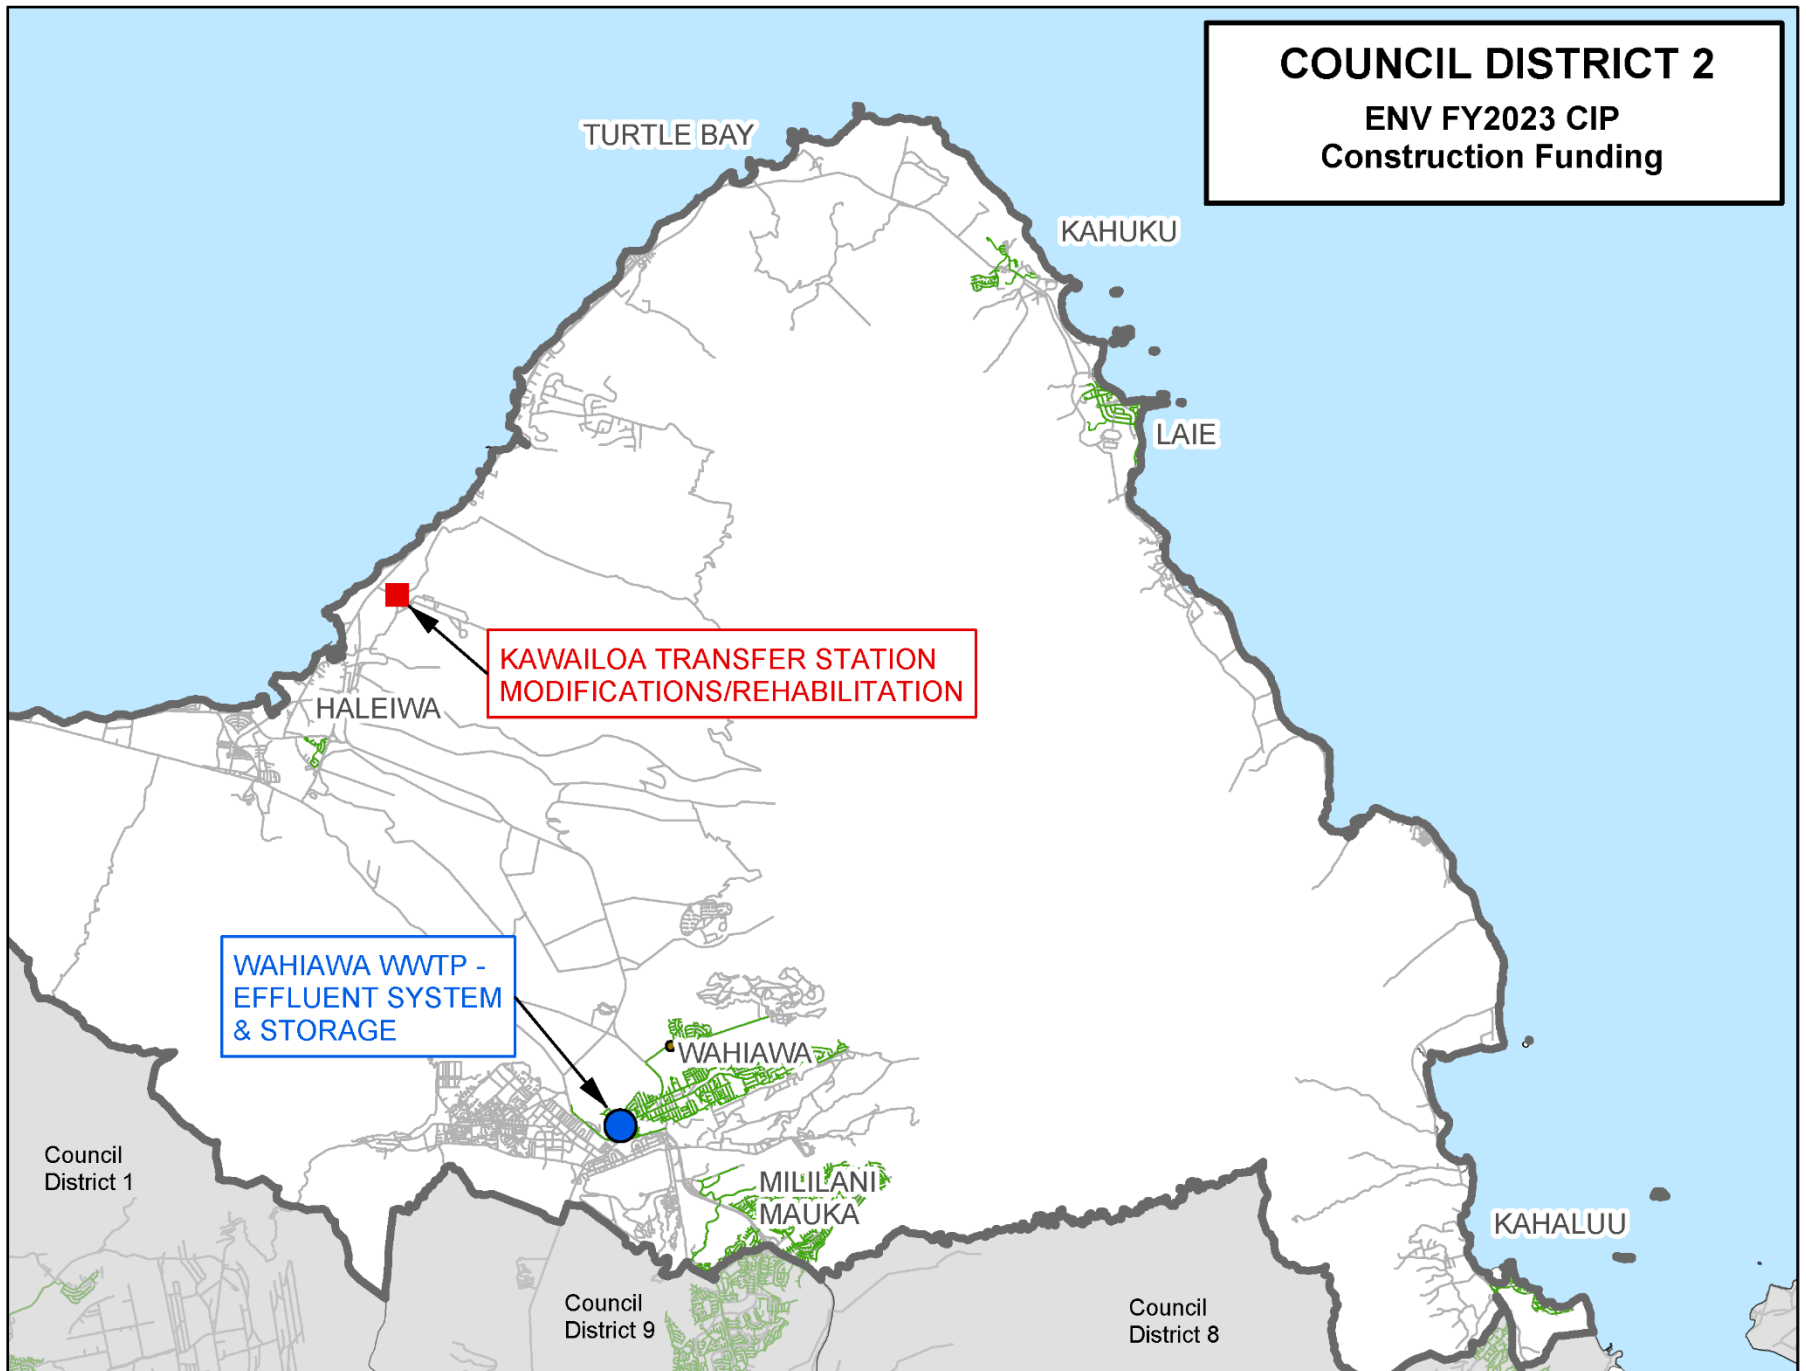 COUNCIL DISTRICT 2
ENV FY2023 CIP
Construction Funding
TURTLE BAY
KAHUKU
LAIE
KAWAILOA TRANSFER STATION
MODIFICATIONS/REHABILITATION
HALEIWA
WAHIAWA WWTP -
EFFLUENT SYSTEM
& STORAGE
WAHIAWA
MILILANI
MAUKA
Council
District 1
KAHALUU
Council
District 9
Council
District 8